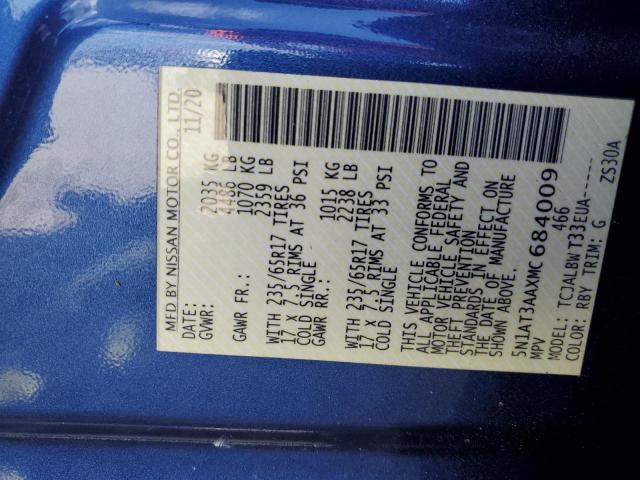 MFD BY NISSAN MOTOR CO., LTD.
DATE: 11/20
GVWR: 2035 KG
4486 LB
GAWR FR.: 1070 KG
2359 LB
WITH 235/65R17 TIRES
17 X 7.5 RIMS AT 36 PSI
COLD SINGLE
GAWR RR.: 1015 KG
2238 LB
WITH 235/65R17 TIRES
17 X 7.5 RIMS AT 33 PSI
COLD SINGLE
THIS VEHICLE CONFORMS TO
ALL APPLICABLE FEDERAL
MOTOR VEHICLE SAFETY AND
THEFT PREVENTION
STANDARDS IN EFFECT ON
THE DATE OF MANUFACTURE
SHOWN ABOVE.
5N1AT3AAXMC684009
MPV 466
TYPE: TCJALBWT33EUA-----
COLOR: RBY TRIM: G ZS30A